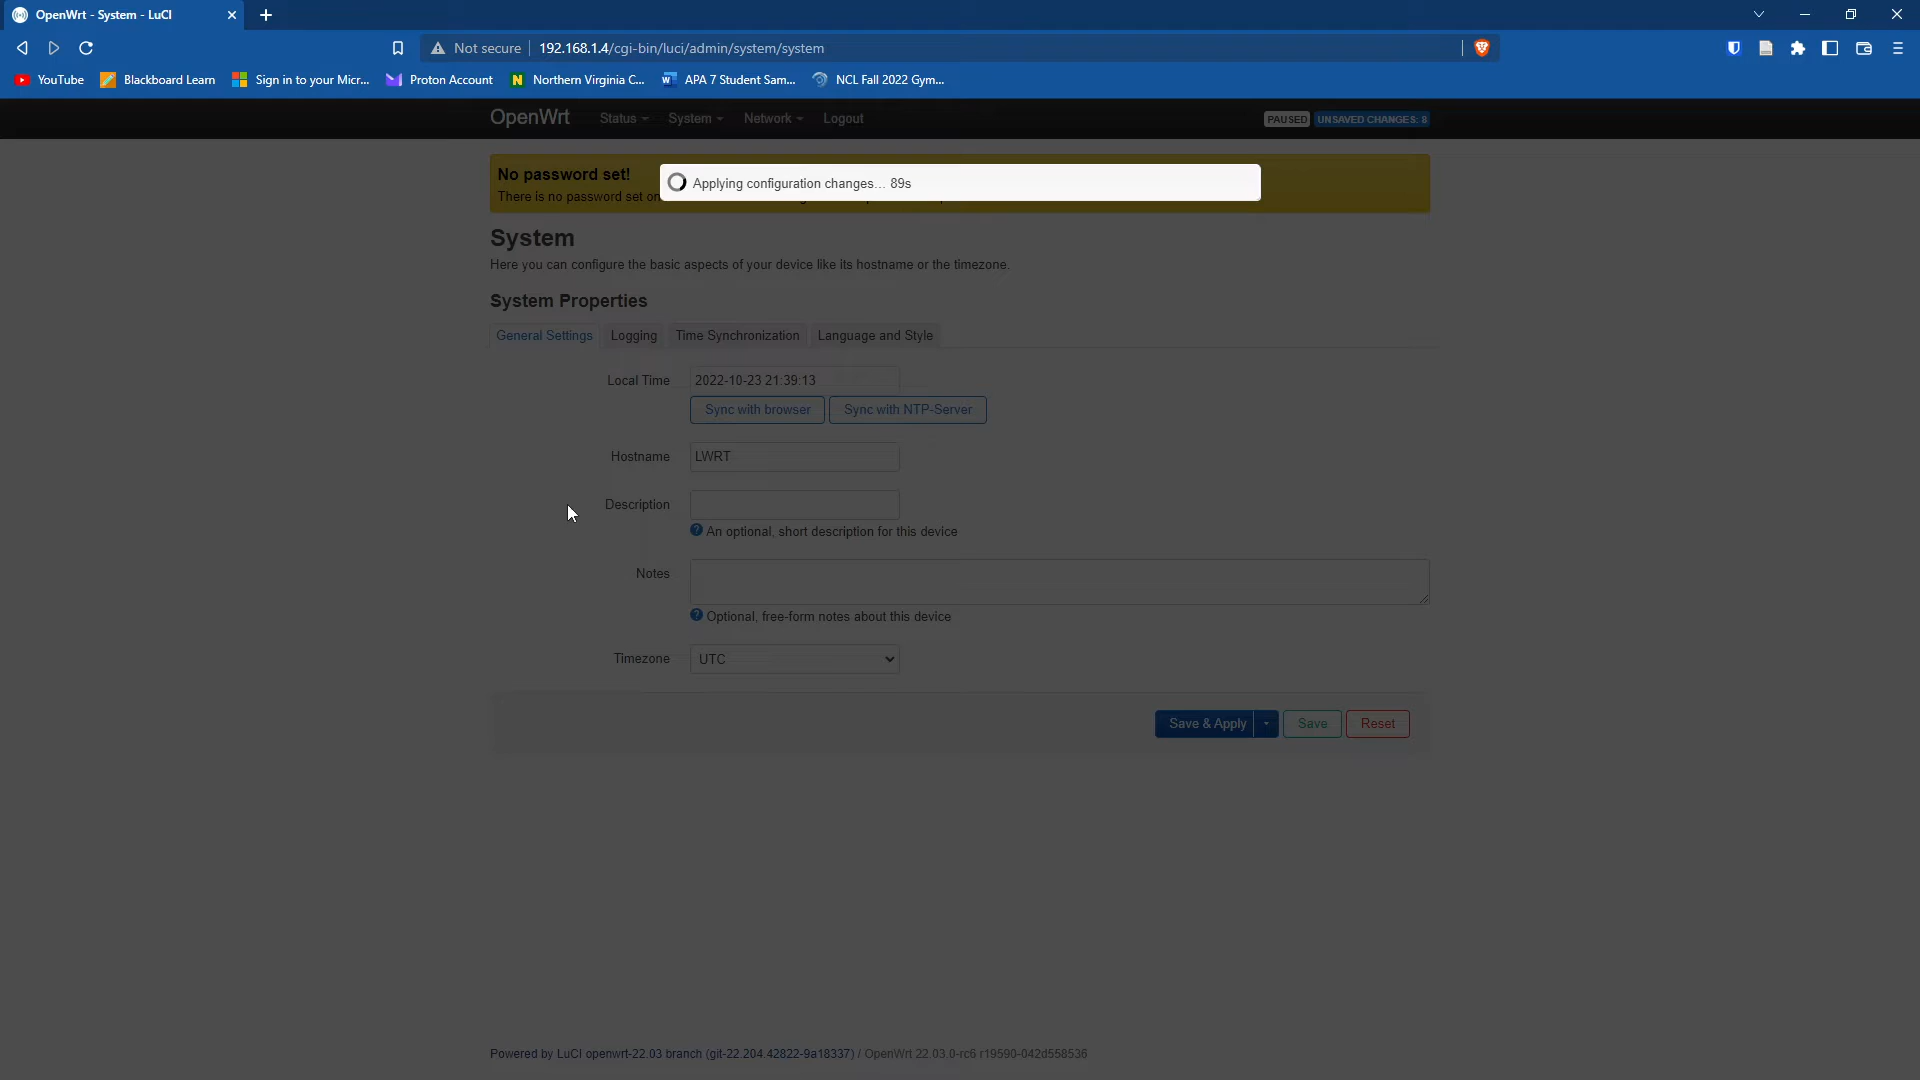 OpenWrt - System - LuCI
Not secure 192.168.1.4/cgi-bin/luci/admin/system/system
YouTube Blackboard Learn Sign in to your Micr... Proton Account Northern Virginia C... APA 7 Student Sam... NCL Fall 2022 Gym...
OpenWrt Status System Network Logout PAUSED UNSAVED CHANGES: 8
No password set!
Applying configuration changes... 89s
There is no password set on
System
Here you can configure the basic aspects of your device like its hostname or the timezone.
System Properties
General Settings Logging Time Synchronization Language and Style
Local Time 2022-10-23 21:39:13
Sync with browser Sync with NTP-Server
Hostname LWRT
Description
An optional, short description for this device
Notes
Optional, free-form notes about this device
Timezone UTC
Save & Apply Save Reset
Powered by LuCI openwrt-22.03 branch (git-22.204.42822-9a18337) / OpenWrt 22.03.0-rc6 r19590-042d558536